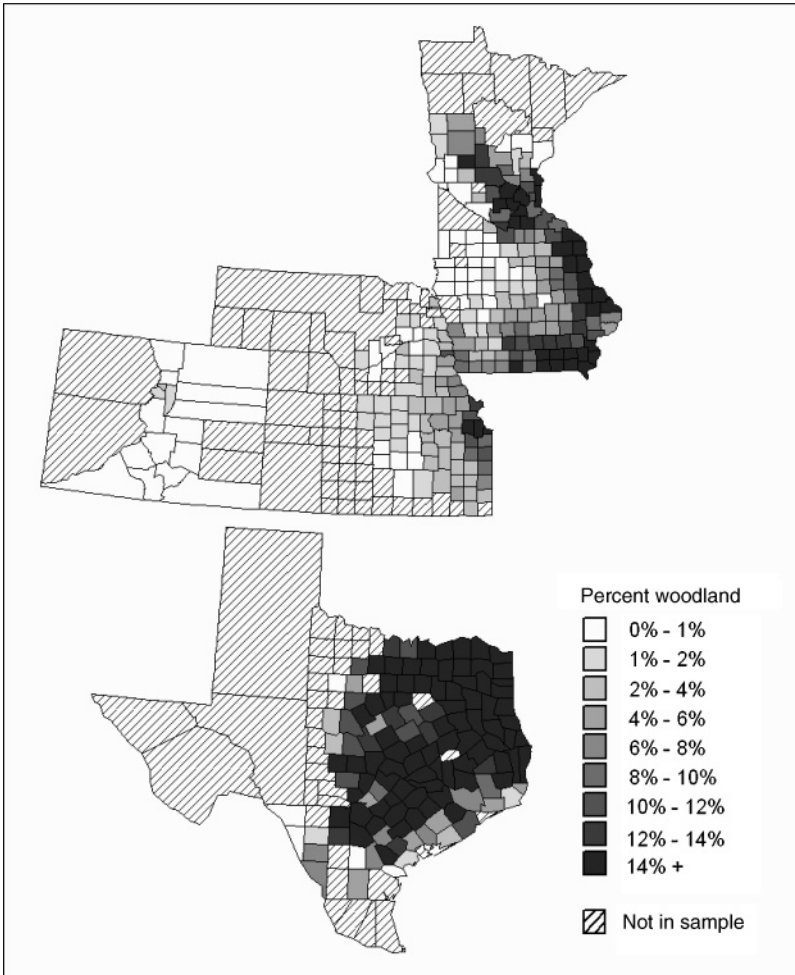 Percent woodland
0% - 1%
1% - 2%
2% - 4%
4% - 6%
6% - 8%
8% - 10%
10% - 12%
12% - 14%
14% +
Not in sample